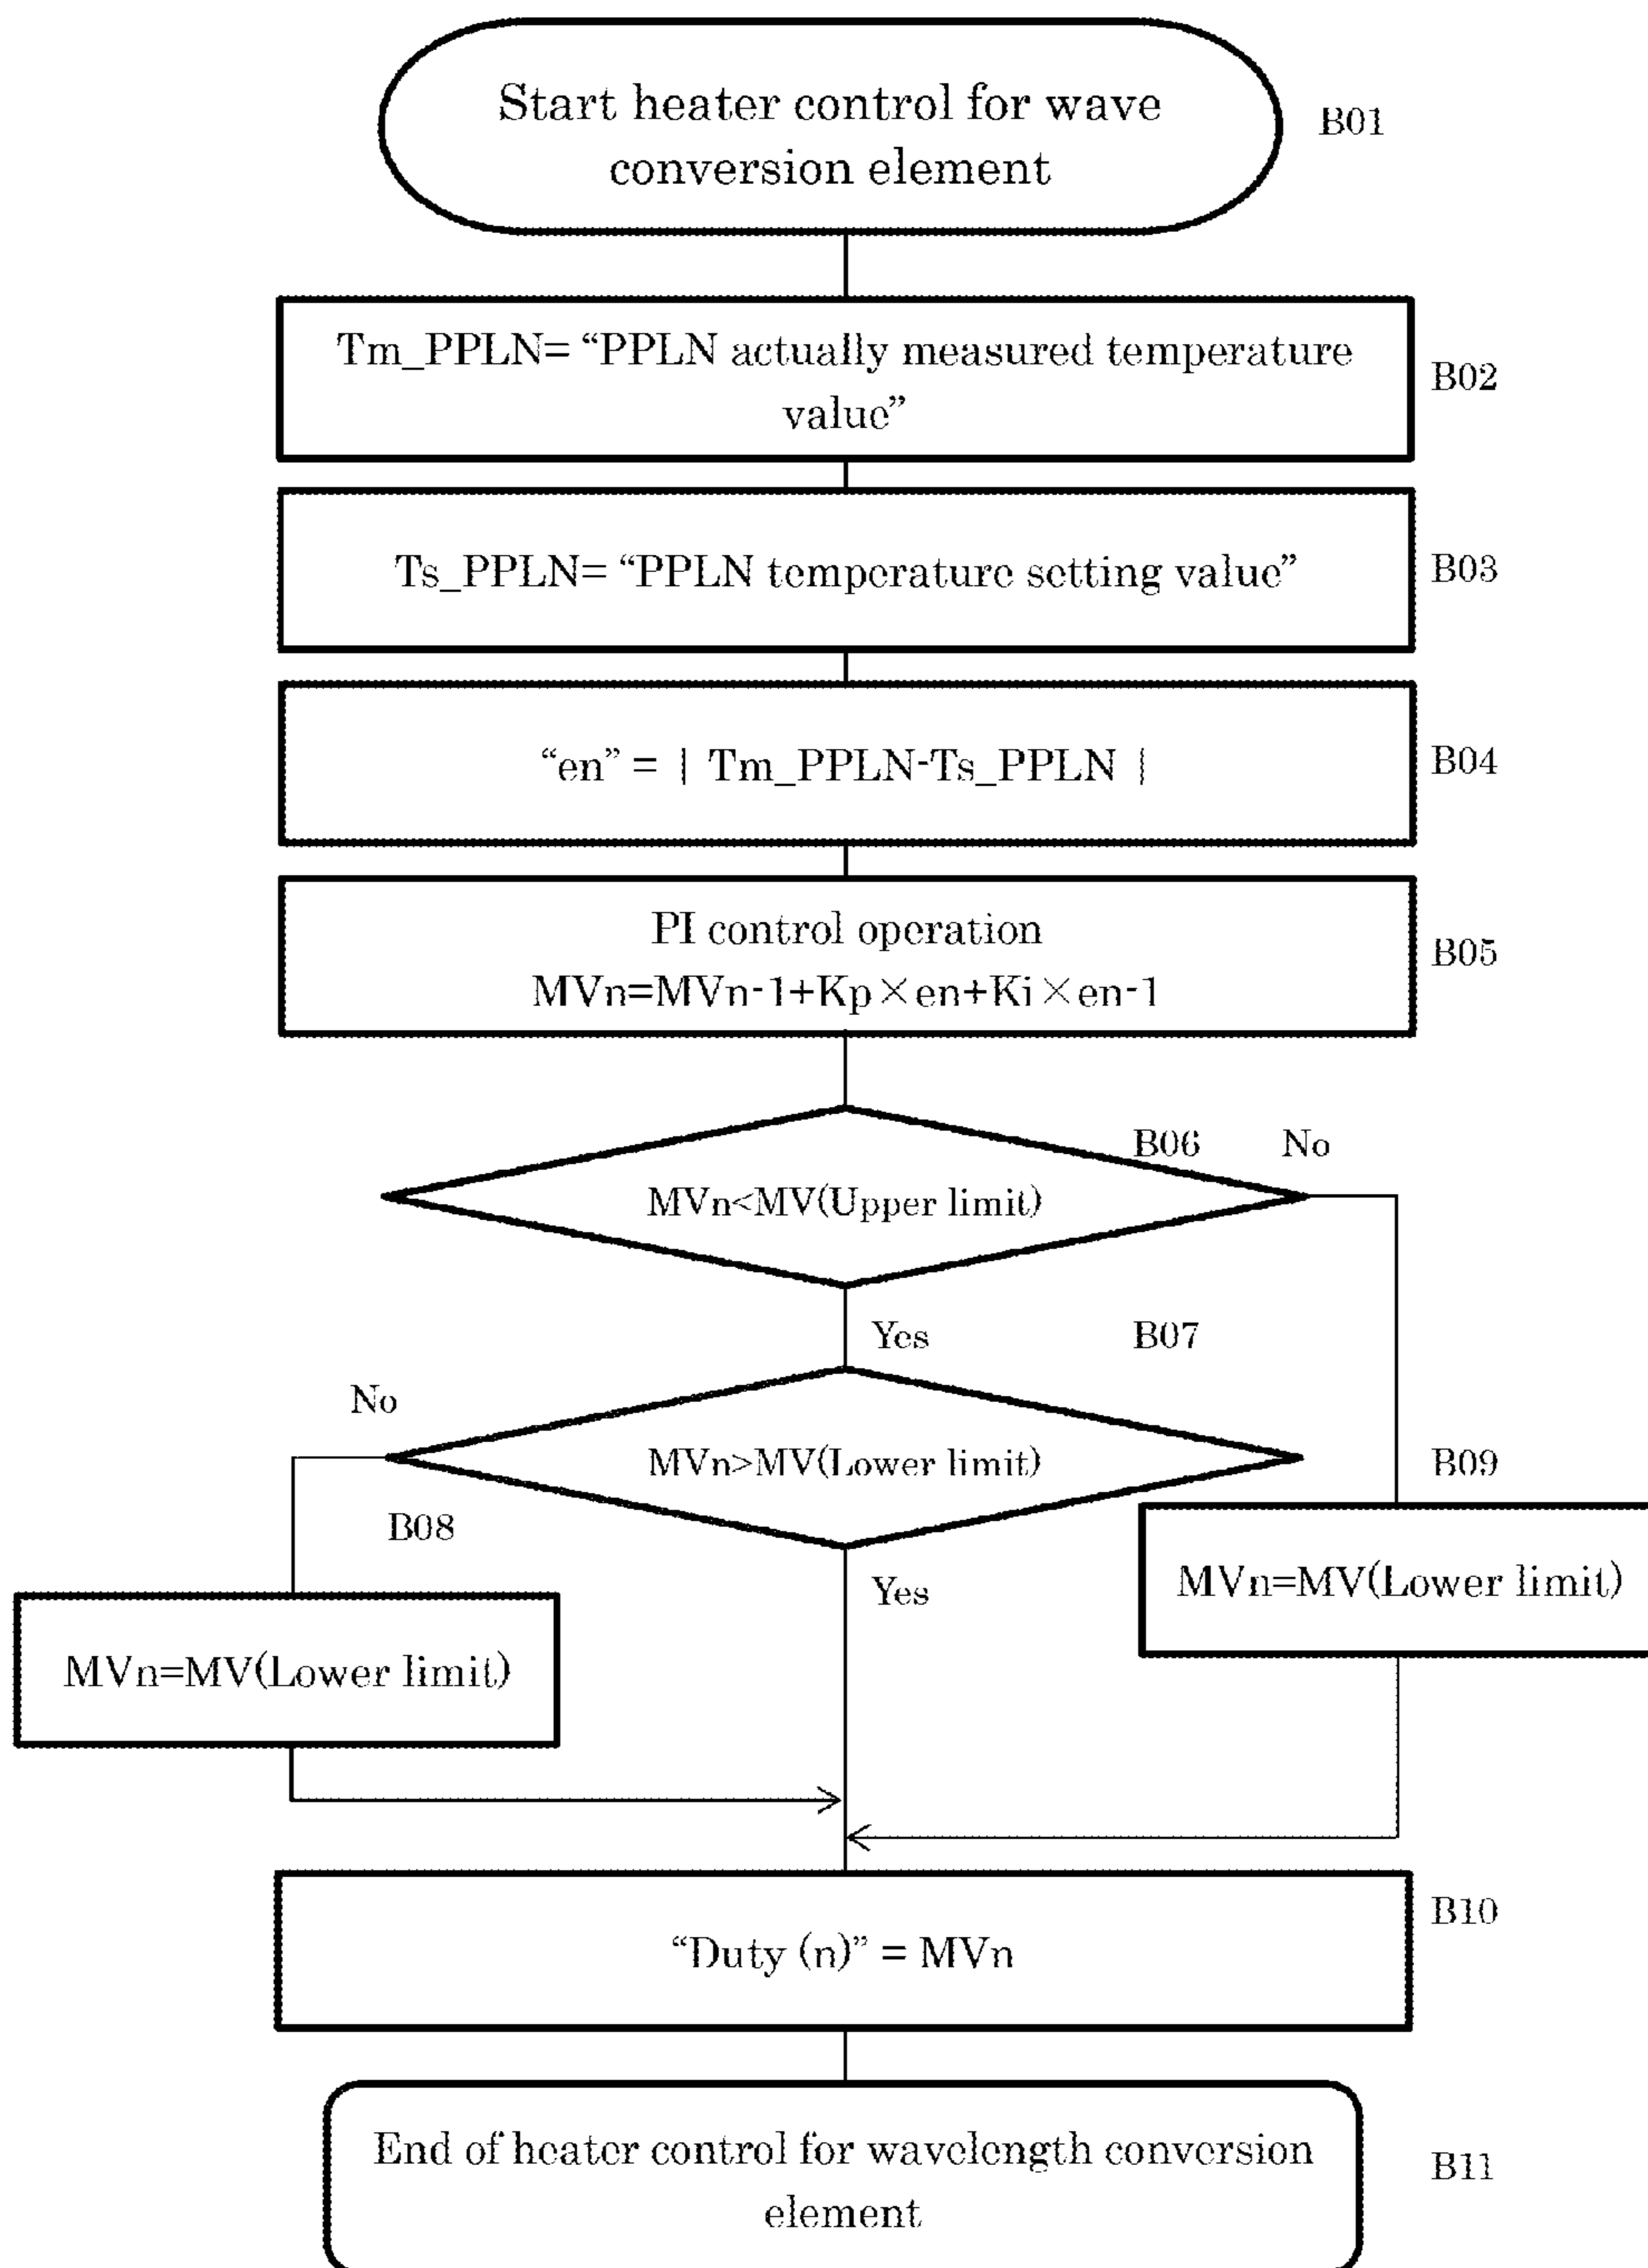 Start heater control for wave
conversion element
B01
Tm_PPLN= “PPLN actually measured temperature
value”
B02
Ts_PPLN= “PPLN temperature setting value”
B03
“en” = | Tm_PPLN-Ts_PPLN |
B04
PI control operation
MVn=MVn-1+Kp×en+Ki×en-1
B05
B06
No
MVn<MV(Upper limit)
Yes
B07
No
MVn>MV(Lower limit)
B09
B08
MVn=MV(Lower limit)
Yes
MVn=MV(Lower limit)
B10
“Duty (n)” = MVn
End of heater control for wavelength conversion
element
B11